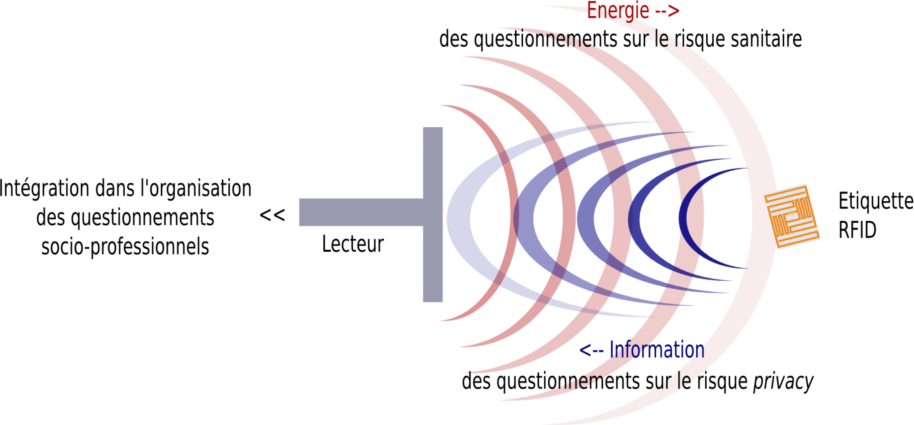 Energie -->
des questionnements sur le risque sanitaire
Intégration dans l'organisation
des questionnements
socio-professionnels
<<
Lecteur
Etiquette
RFID
<-- Information
des questionnements sur le risque privacy